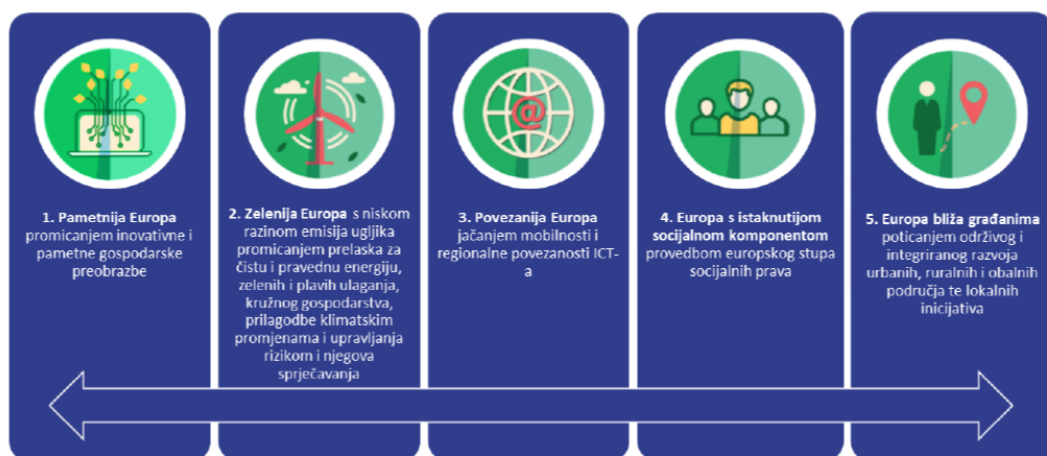 @
1. Pametnija Europa
promicanjem inovativne i
pametne gospodarske
preobrazbe
2. Zelenija Europa s niskom
razinom emisija ugljika
promicanjem prelaska za
čistu i pravednu energiju,
zelenih i plavih ulaganja,
kružnog gospodarstva,
prilagodbe klimatskim
promjenama i upravljanja
rizikom i njegova
sprječavanja
3. Povezanija Europa
jačanjem mobilnosti i
regionalne povezanosti ICT-
a
4. Europa s istaknutijom
socijalnom komponentom
provedbom europskog stupa
socijalnih prava
5. Europa bliža građanima
poticanjem održivog i
integriranog razvoja
urbanih, ruralnih i obalnih
područja te lokalnih
inicijativa